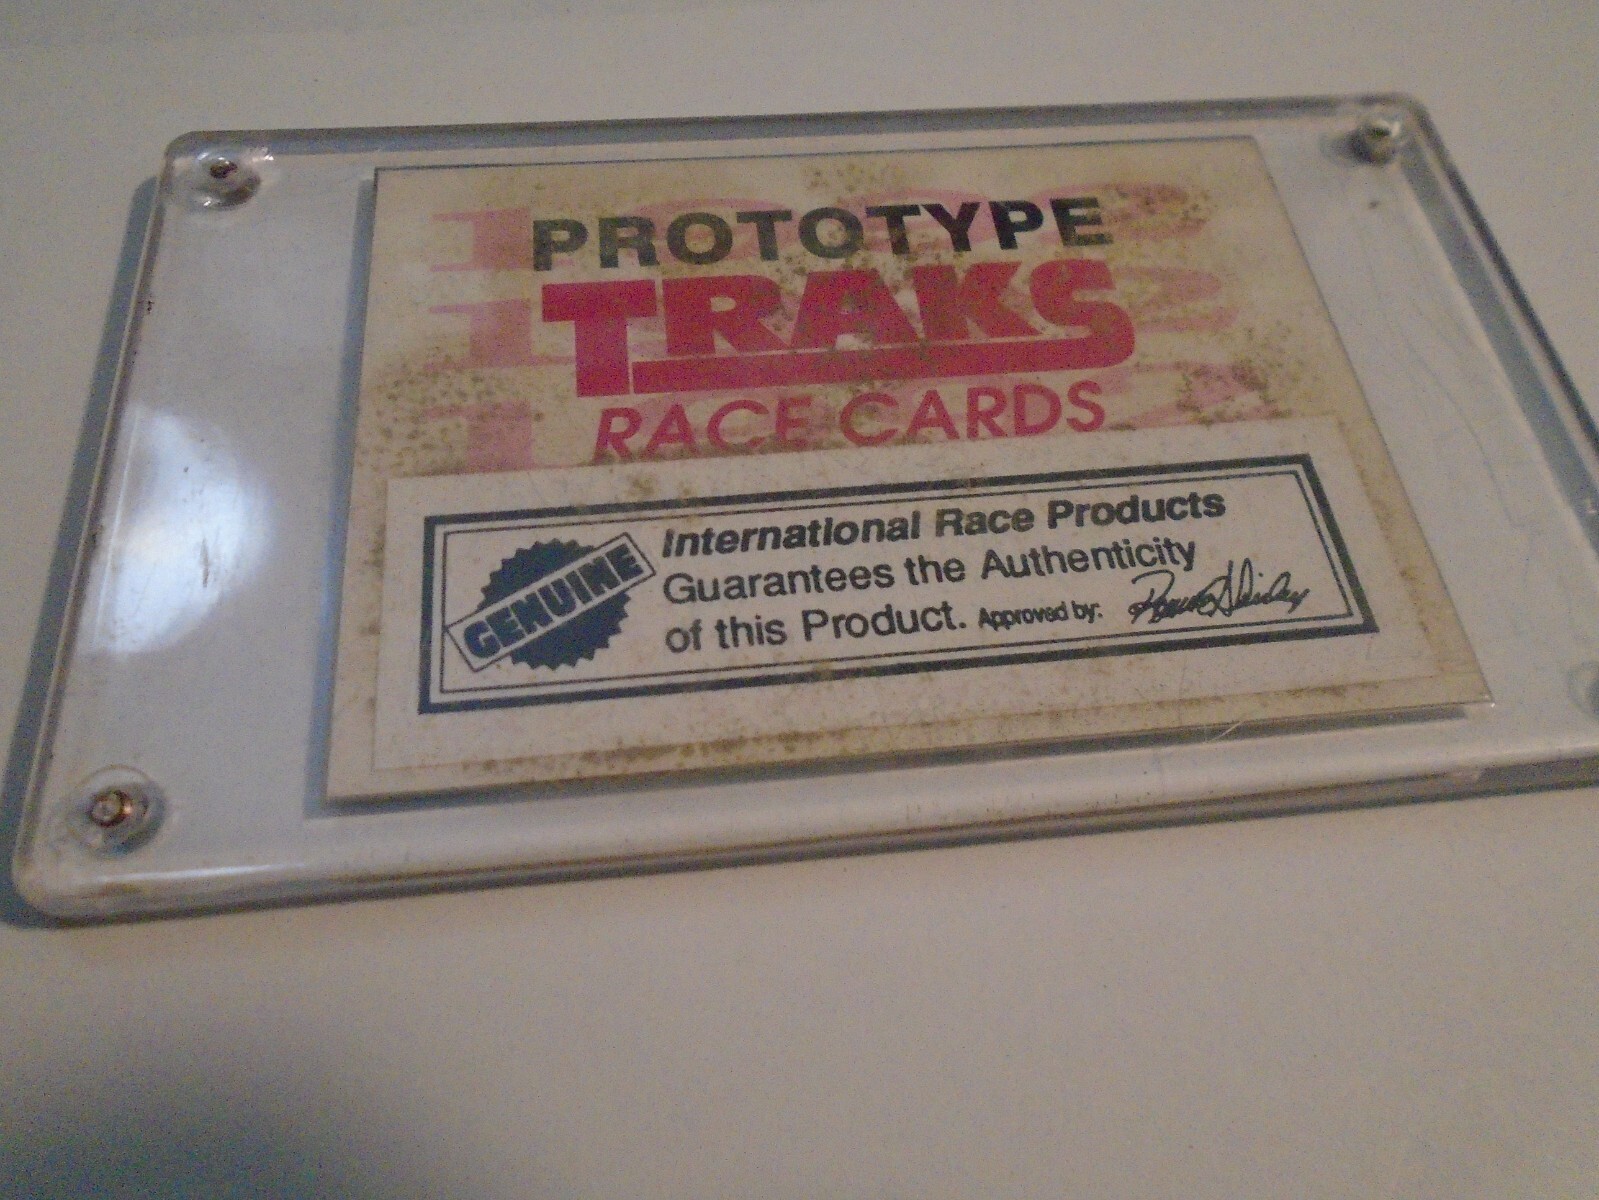 PROTOTYPE
TRAKS
RACE CARDS
GENUINE
International Race Products
Guarantees the Authenticity
of this Product. Approved by: